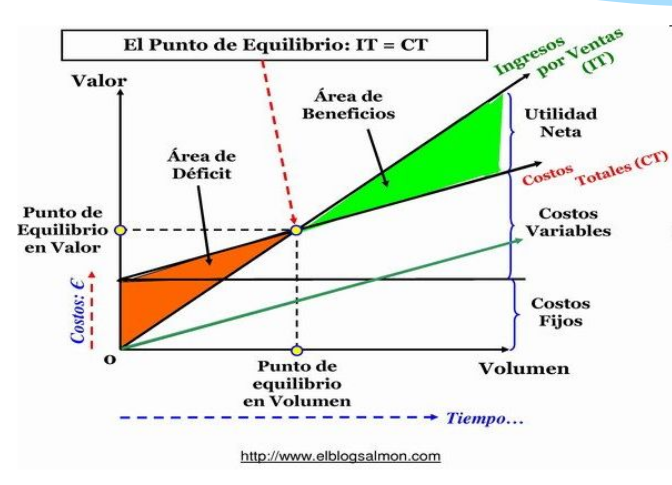 El Punto de Equilibrio: IT = CT
Ingresos
por Ventas
(IT)
Valor
Área de
Beneficios
Utilidad
Neta
Área de
Déficit
Costos
Totales (CT)
Punto de
Equilibrio
en Valor
Costos
Variables
Costos: €
Costos
Fijos
0
Punto de
equilibrio
en Volumen
Volumen
Tiempo...
http://www.elblogsalmon.com